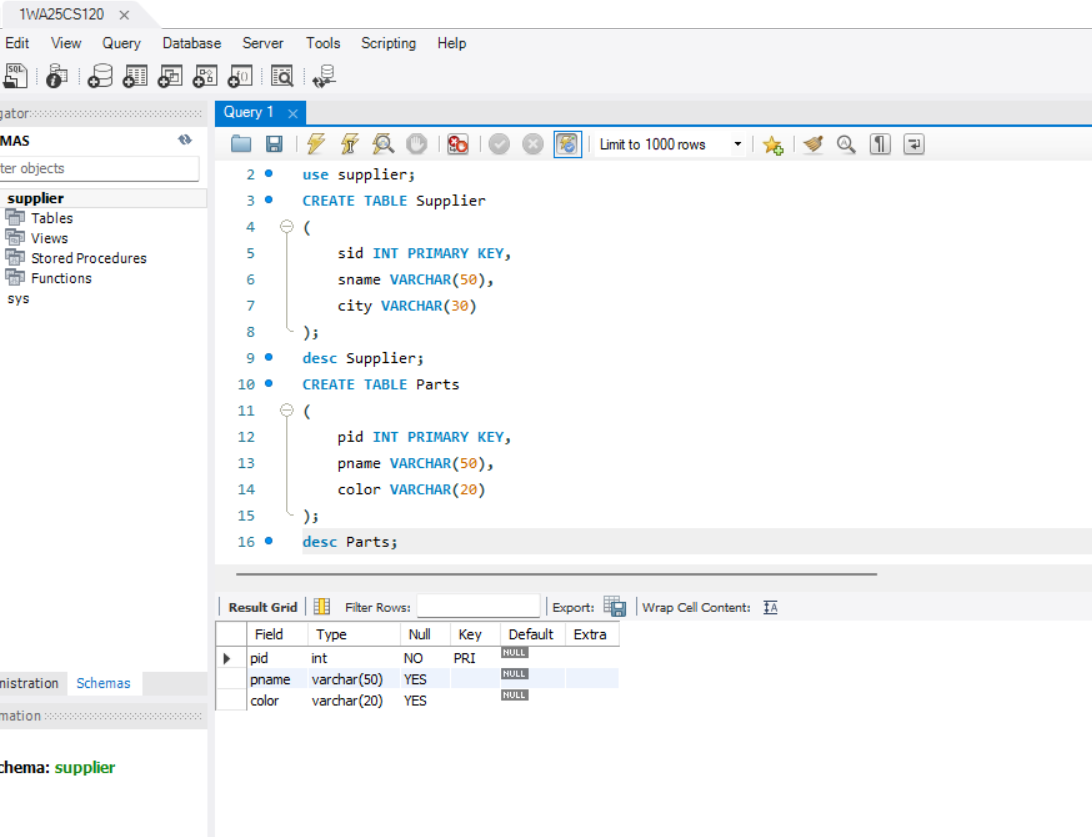 1WA25CS120 ×
Edit View Query Database Server Tools Scripting Help
SQL
gator
MAS
ter objects
supplier
Tables
Views
Stored Procedures
Functions
sys
nistration Schemas
mation
chema: supplier
Query 1 ×
Limit to 1000 rows
2 use supplier;
3 CREATE TABLE Supplier
4 (
5 sid INT PRIMARY KEY,
6 sname VARCHAR(50),
7 city VARCHAR(30)
8 );
9 desc Supplier;
10 CREATE TABLE Parts
11 (
12 pid INT PRIMARY KEY,
13 pname VARCHAR(50),
14 color VARCHAR(20)
15 );
16 desc Parts;
Result Grid Filter Rows: Export: Wrap Cell Content: IA
Field Type Null Key Default Extra
pid int NO PRI NULL
pname varchar(50) YES NULL
color varchar(20) YES NULL